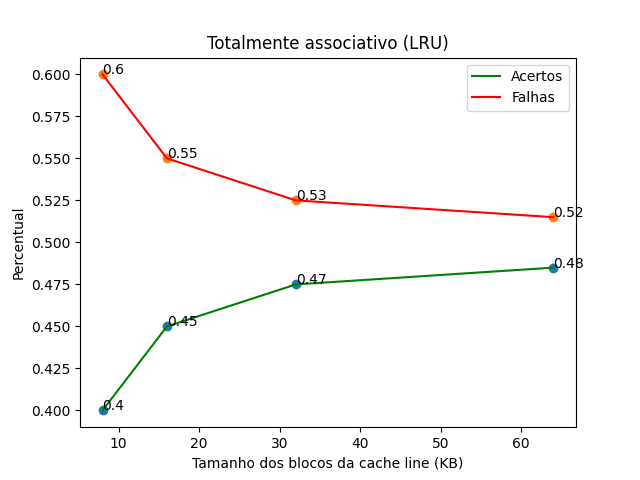 Totalmente associativo (LRU)
Acertos
Falhas
Percentual
0.600
0.575
0.550
0.525
0.500
0.475
0.450
0.425
0.400
0.6
0.55
0.53
0.52
0.48
0.47
0.45
0.4
10 20 30 40 50 60
Tamanho dos blocos da cache line (KB)